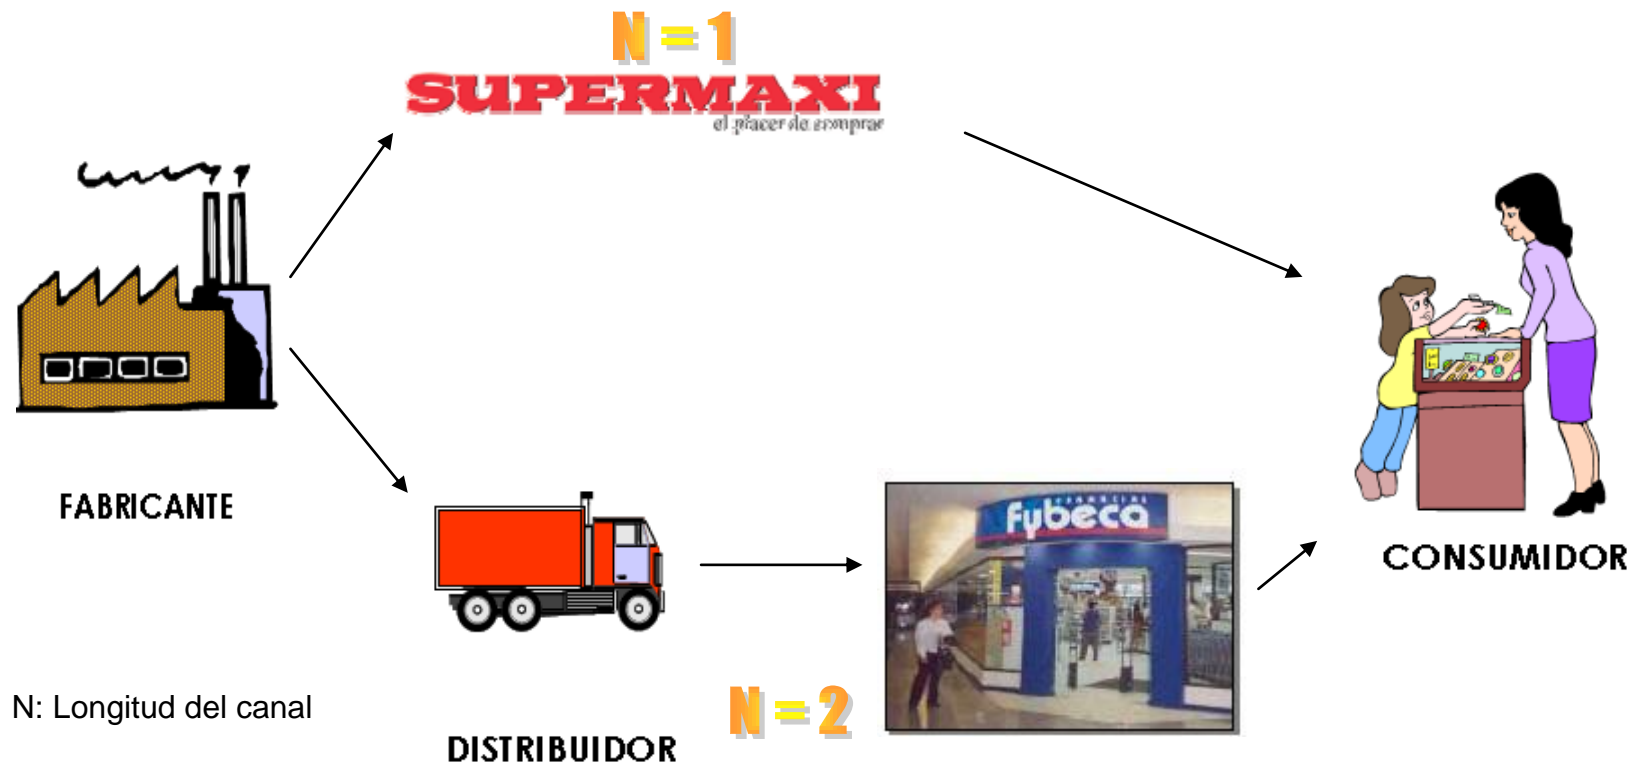 N = 1
SUPERMAXI
el placer de comprar
FABRICANTE
fybeca
CONSUMIDOR
N: Longitud del canal
N = 2
DISTRIBUIDOR